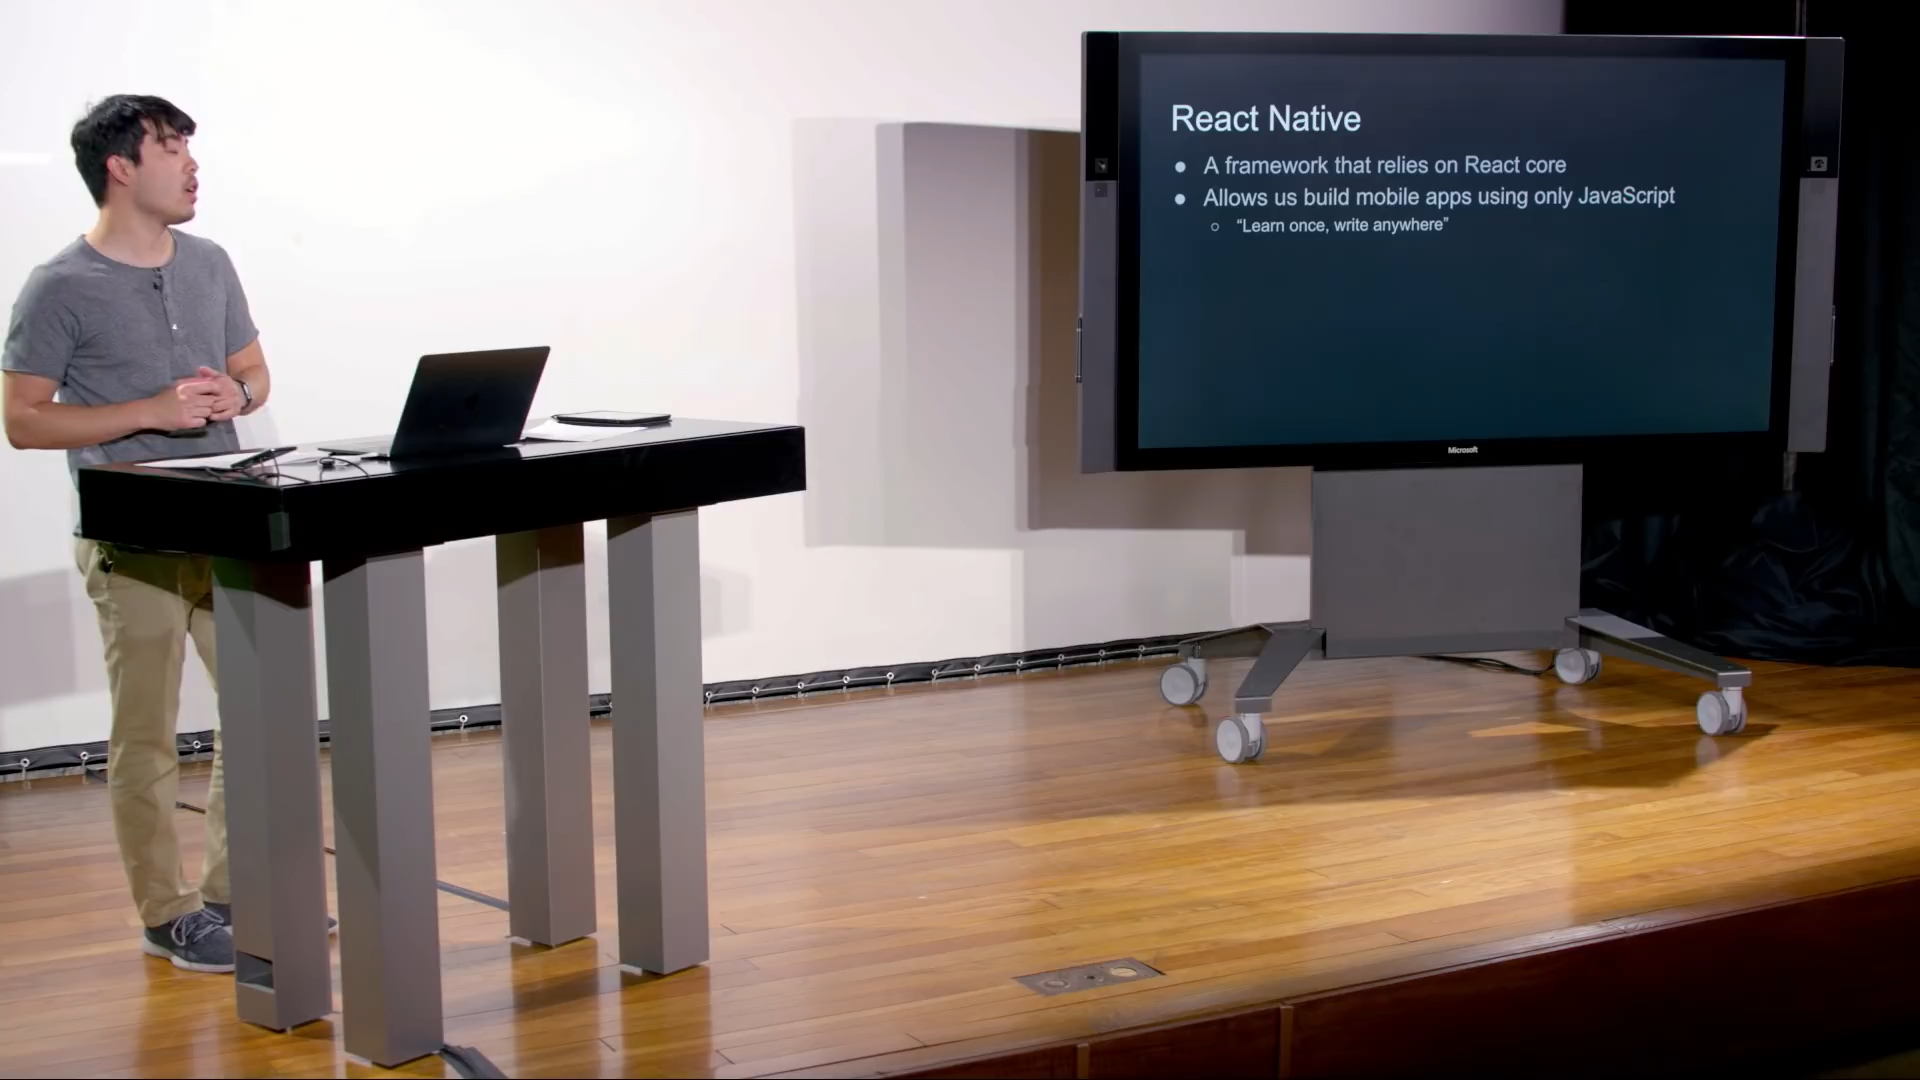 React Native
● A framework that relies on React core
● Allows us build mobile apps using only JavaScript
○ “Learn once, write anywhere”
Microsoft